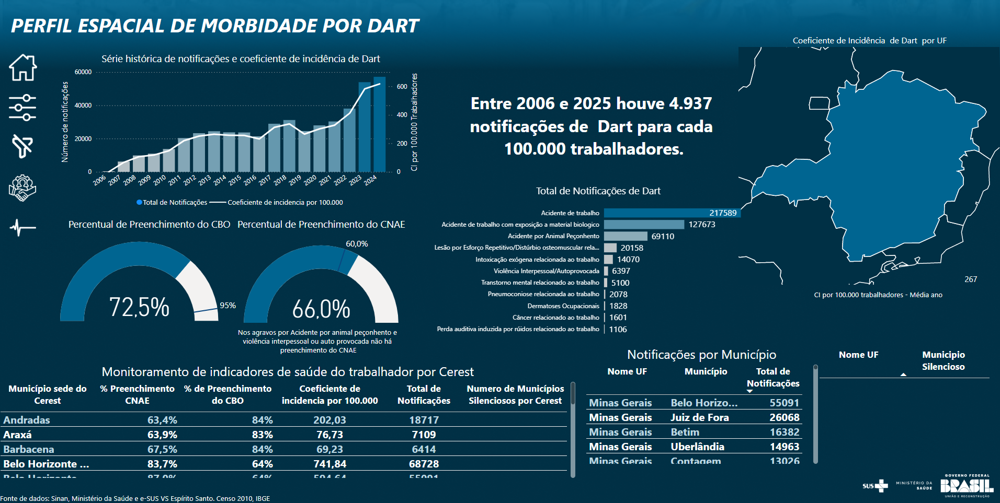 PERFIL ESPACIAL DE MORBIDADE POR DART
Série histórica de notificações e coeficiente de incidência de Dart
Número de notificações
60000
40000
20000
0
CI por 100.000 Trabalhadores
600
400
200
0
2006
2007
2008
2009
2010
2011
2012
2013
2014
2015
2016
2017
2018
2019
2020
2021
2022
2023
2024
Total de Notificações
Coeficiente de incidencia por 100.000
Entre 2006 e 2025 houve 4.937
notificações de Dart para cada
100.000 trabalhadores.
Coeficiente de Incidência de Dart por UF
267
CI por 100.000 trabalhadores - Média ano
Percentual de Preenchimento do CBO
72,5%
95%
Percentual de Preenchimento do CNAE
60,0%
66,0%
Nos agravos por Acidente por animal peçonhento e
violência interpessoal ou auto provocada não há
preenchimento do CNAE
Total de Notificações de Dart
Acidente de trabalho 217589
Acidente de trabalho com exposição a material biologico 127673
Acidente por Animal Peçonhento 69110
Lesão por Esforço Repetitivo/Distúrbio osteomuscular rela... 20158
Intoxicação exógena relacionada ao trabalho 14070
Violência Interpessoal/Autoprovocada 6397
Transtorno mental relacionado ao trabalho 5100
Pneumoconiose relacionada ao trabalho 2078
Dermatoses Ocupacionais 1828
Câncer relacionado ao trabalho 1601
Perda auditiva induzida por rúidos relacionado ao trabalho 1106
Monitoramento de indicadores de saúde do trabalhador por Cerest
Município sede do Cerest % Preenchimento CNAE % de Preenchimento do CBO Coeficiente de incidencia por 100.000 Total de Notificações Numero de Municípios Silenciosos por Cerest
Andradas 63,4% 84% 202,03 18717
Araxá 63,9% 83% 76,73 7109
Barbacena 67,5% 84% 69,23 6414
Belo Horizonte ... 83,7% 64% 741,84 68728
Belo Horizonte 87,0% 64% 594,64 55091
Notificações por Município
Nome UF Município Total de Notificações
Minas Gerais Belo Horizo... 55091
Minas Gerais Juiz de Fora 26068
Minas Gerais Betim 16382
Minas Gerais Uberlândia 14963
Minas Gerais Contagem 13026
Nome UF Municipio Silencioso
SUS
MINISTÉRIO DA
SAÚDE
GOVERNO FEDERAL
BRASIL
UNIÃO E RECONSTRUÇÃO
Fonte de dados: Sinan, Ministério da Saúde e e-SUS VS Espírito Santo. Censo 2010, IBGE